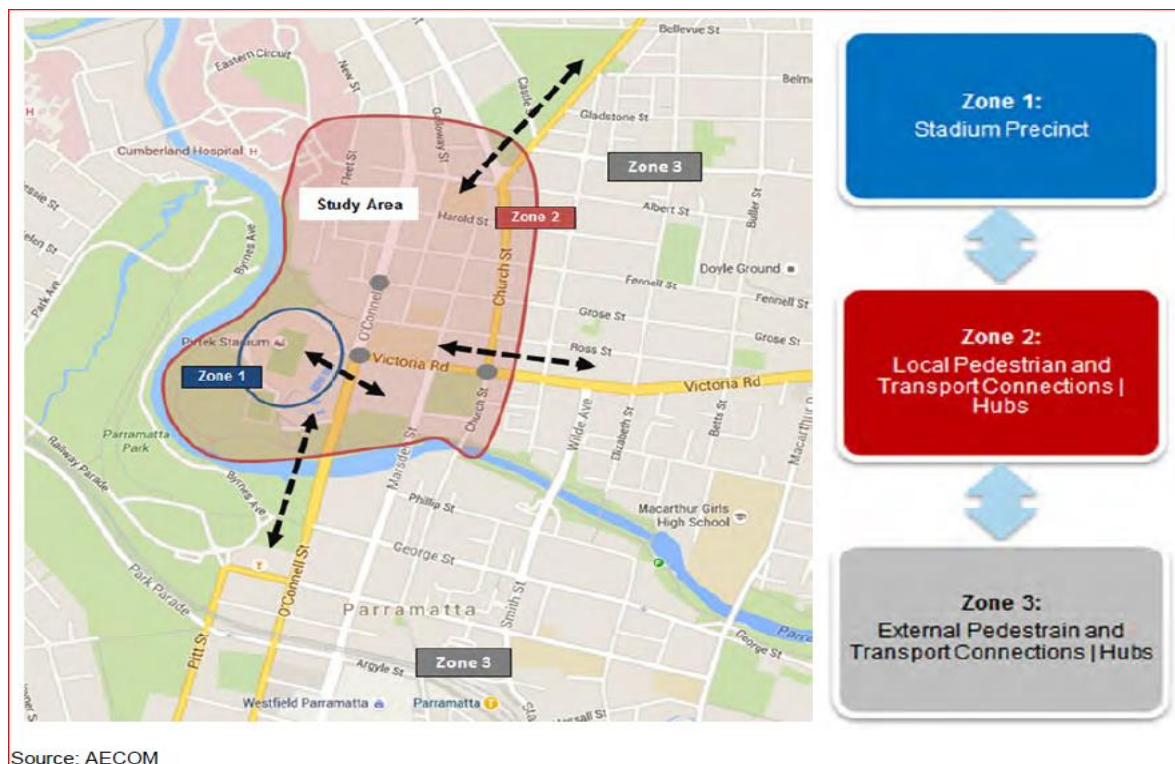 Bellevue St
Eastern Circuit
New St
Castle St
Belm
Galloway St
Gladstone St
Cumberland Hospital H
Fleet St
Zone 3
Study Area
Albert St
Harold St
Zone 2
Buller St
Byrnes Ave
Park Ave
Doyle Ground
Fennell St
Fennell St
Church St
O'Connell
Grose St
Grose St
Pirtek Stadium
Ross St
Zone 1
Victoria Rd
Victoria Rd
Church St
Parramatta Park
Wilde Ave
Elizabeth St
Betts St
Railway Parade
Marsden St
Byrnes Ave
Phillip St
Macarthur Girls
High School
George St
Park Parade
O'Connell St
Parramatta
Smith St
Parre
George St
Pitt St
Zone 3
Argyle St
Westfield Parramatta
Parramatta T
Zone 1:
Stadium Precinct
Zone 2:
Local Pedestrian and
Transport Connections |
Hubs
Zone 3:
External Pedestrain and
Transport Connections | Hubs
Source: AECOM